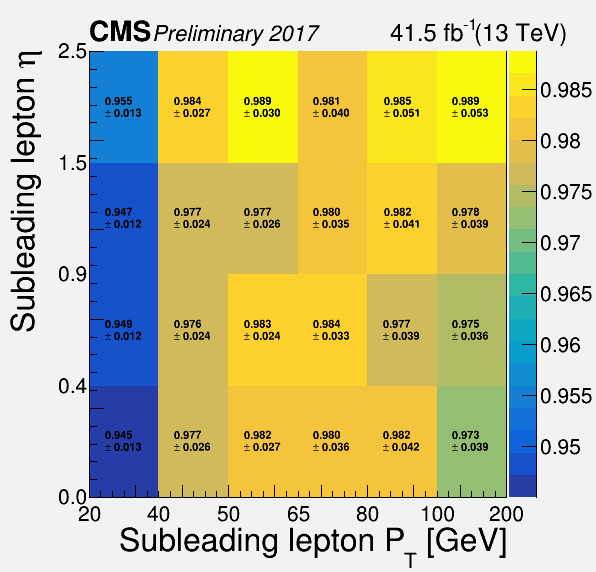 CMS Preliminary 2017 41.5 fb⁻¹(13 TeV)
Subleading lepton η
2.5
1.5
0.9
0.4
0.0
0.955 0.984 0.989 0.981 0.985 0.989
± 0.013 ± 0.027 ± 0.030 ± 0.040 ± 0.051 ± 0.053
0.947 0.977 0.977 0.980 0.982 0.978
± 0.012 ± 0.024 ± 0.026 ± 0.035 ± 0.041 ± 0.039
0.949 0.976 0.983 0.984 0.977 0.975
± 0.012 ± 0.024 ± 0.024 ± 0.033 ± 0.039 ± 0.036
0.945 0.977 0.982 0.980 0.982 0.973
± 0.013 ± 0.026 ± 0.027 ± 0.036 ± 0.042 ± 0.039
20 40 50 65 80 100 200
Subleading lepton P_T [GeV]
0.985
0.98
0.975
0.97
0.965
0.96
0.955
0.95